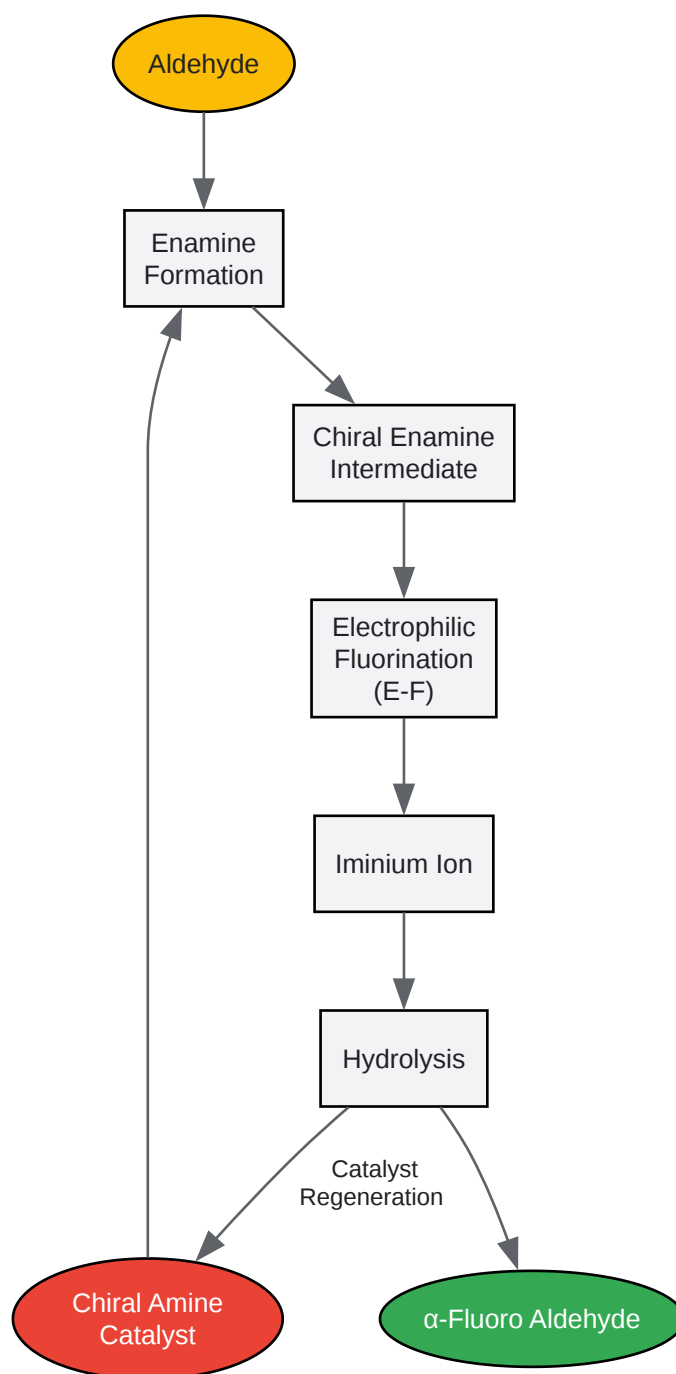 Aldehyde
Enamine
Formation
Chiral Enamine
Intermediate
Electrophilic
Fluorination
(E-F)
Iminium Ion
Hydrolysis
Catalyst
Regeneration
Chiral Amine
Catalyst
α-Fluoro Aldehyde